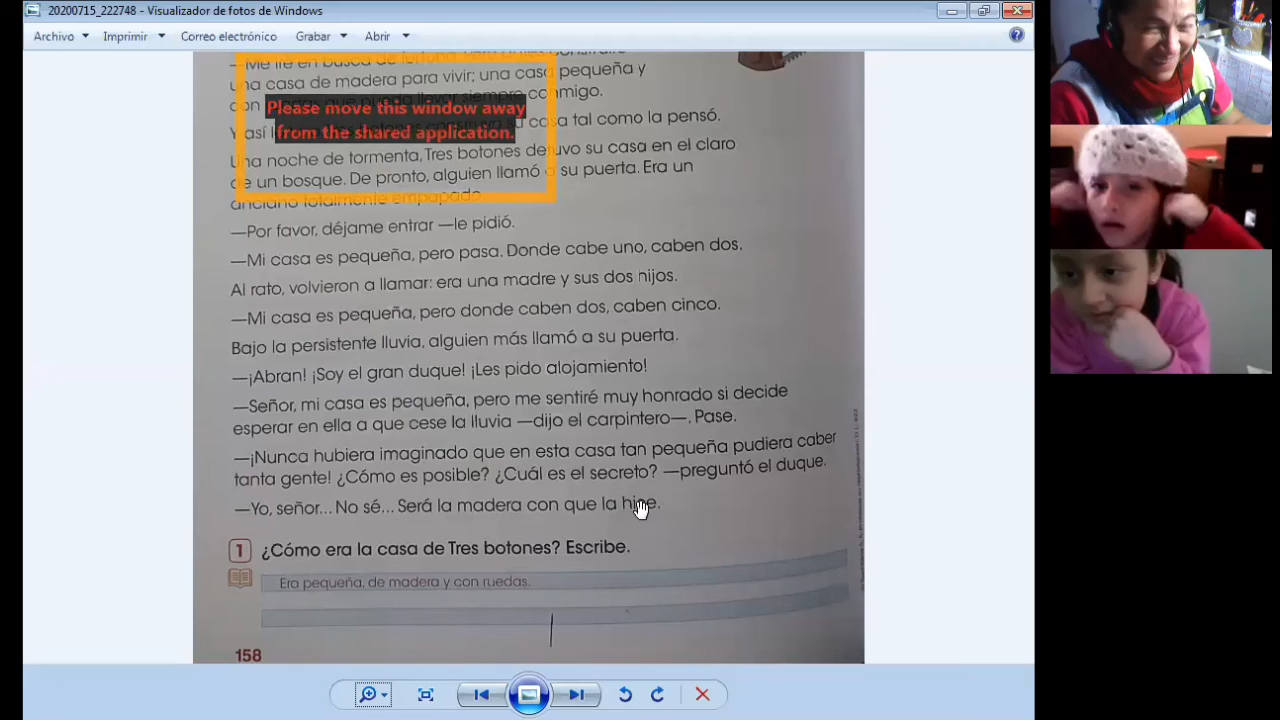 20200715_222748 - Visualizador de fotos de Windows
Archivo Imprimir Correo electrónico Grabar Abrir
una casa de madera para vivir; una casa pequeña y
conmigo.
Please move this window away
from the shared application.
su casa tal como la pensó.
Una noche de tormenta, Tres botones detuvo su casa en el claro
de un bosque. De pronto, alguien llamó a su puerta. Era un
anciano totalmente empapado.
—Por favor, déjame entrar —le pidió.
—Mi casa es pequeña, pero pasa. Donde cabe uno, caben dos.
Al rato, volvieron a llamar: era una madre y sus dos hijos.
—Mi casa es pequeña, pero donde caben dos, caben cinco.
Bajo la persistente lluvia, alguien más llamó a su puerta.
—¡Abran! ¡Soy el gran duque! ¡Les pido alojamiento!
—Señor, mi casa es pequeña, pero me sentiré muy honrado si decide
esperar en ella a que cese la lluvia —dijo el carpintero—. Pase.
—¡Nunca hubiera imaginado que en esta casa tan pequeña pudiera caber
tanta gente! ¿Cómo es posible? ¿Cuál es el secreto? —preguntó el duque.
—Yo, señor... No sé... Será la madera con que la hice.
1 ¿Cómo era la casa de Tres botones? Escribe.
Era pequeña, de madera y con ruedas.
158